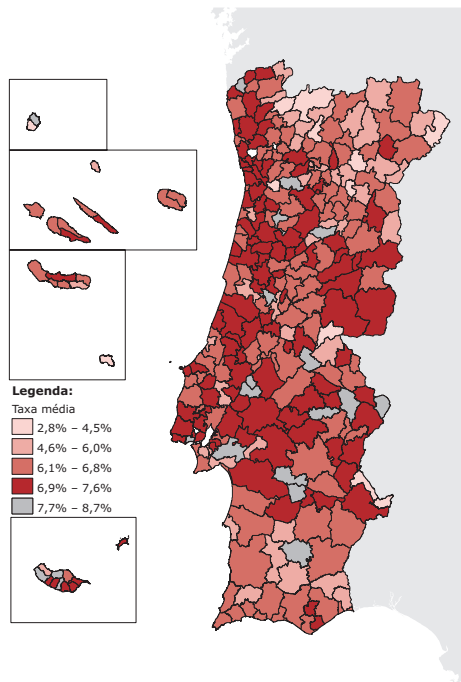 Legenda:
Taxa média
2,8% – 4,5%
4,6% – 6,0%
6,1% – 6,8%
6,9% – 7,6%
7,7% – 8,7%